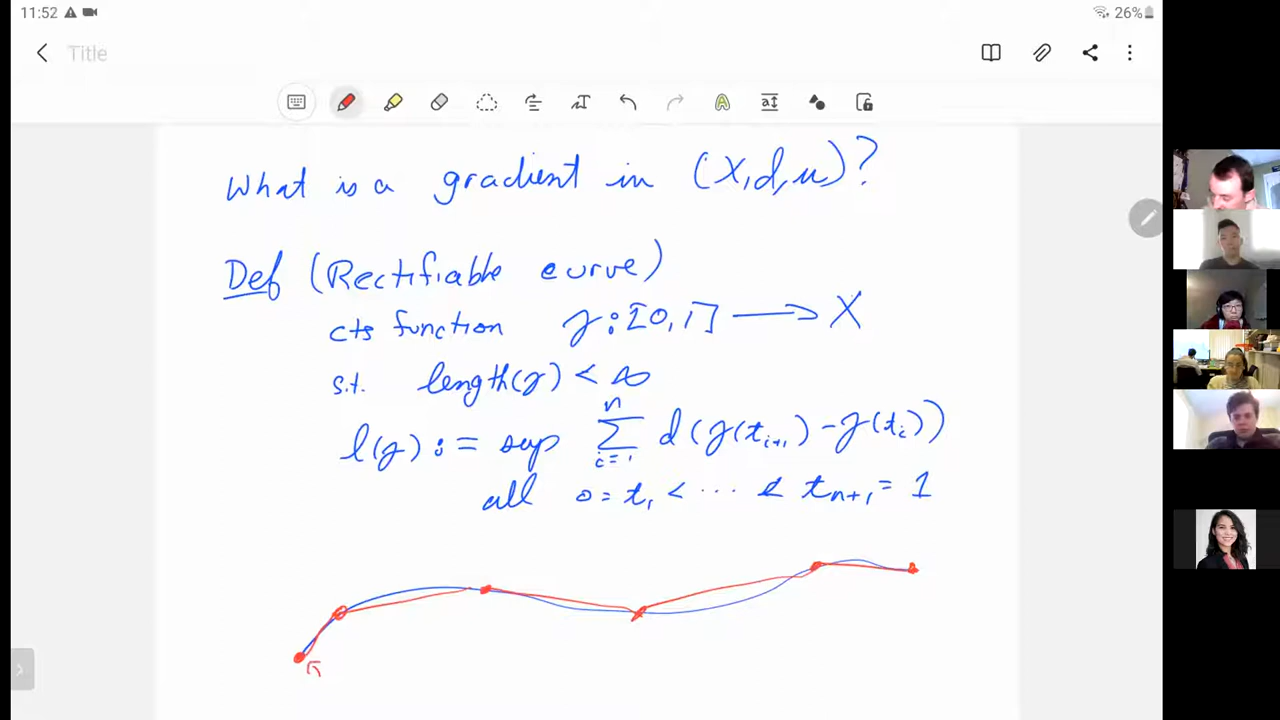 11:52
26%
Title
What is a gradient in (X,d,μ)?
Def (Rectifiable curve)
cts function γ:[0,1] ⟶ X
s.t. length(γ) < ∞
l(γ) := sup ∑_{i=1}^{n} d(γ(t_{i+1}) - γ(t_i))
all 0 = t_1 < ... < t_{n+1} = 1